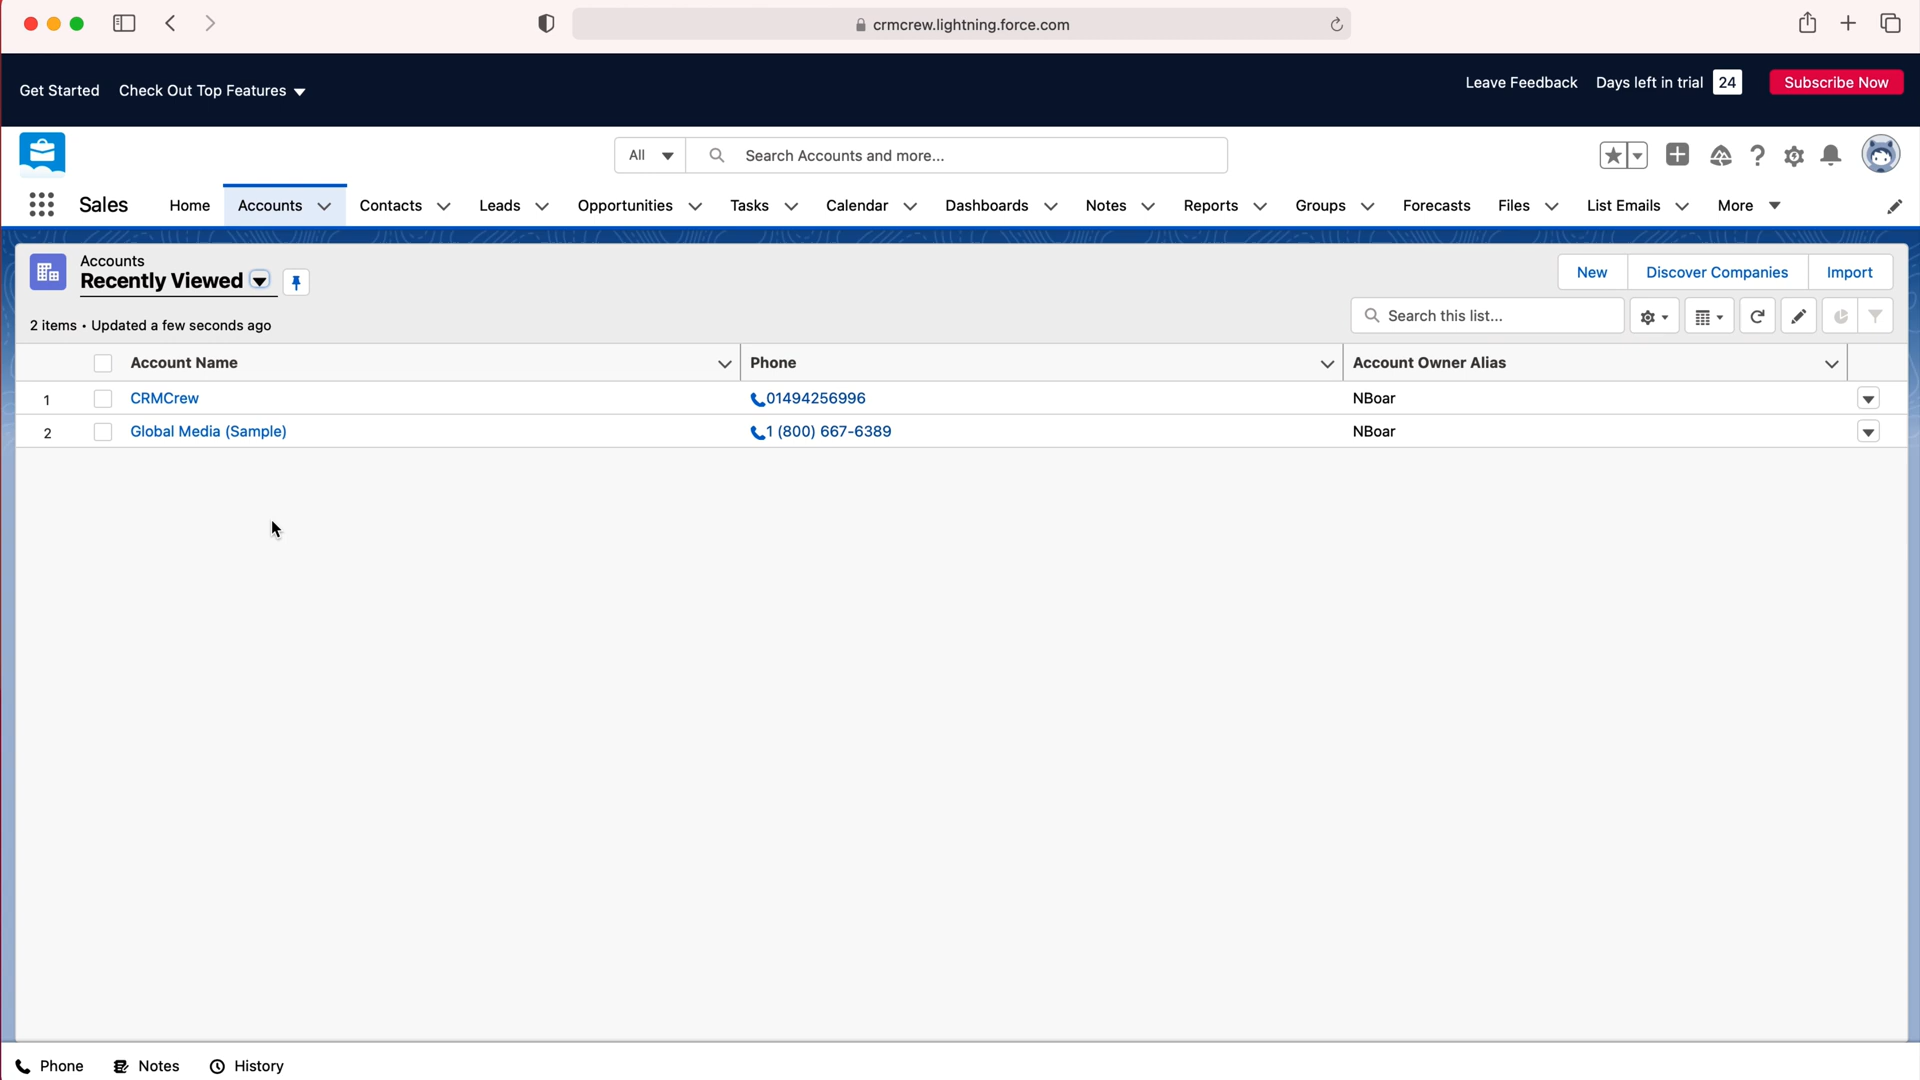 crmcrew.lightning.force.com
Get Started Check Out Top Features Leave Feedback Days left in trial 24 Subscribe Now
All Search Accounts and more...
Sales Home Accounts Contacts Leads Opportunities Tasks Calendar Dashboards Notes Reports Groups Forecasts Files List Emails More
Accounts
Recently Viewed New Discover Companies Import
2 items • Updated a few seconds ago Search this list...
Account Name Phone Account Owner Alias
1 CRMCrew 01494256996 NBoar
2 Global Media (Sample) 1 (800) 667-6389 NBoar
Phone Notes History